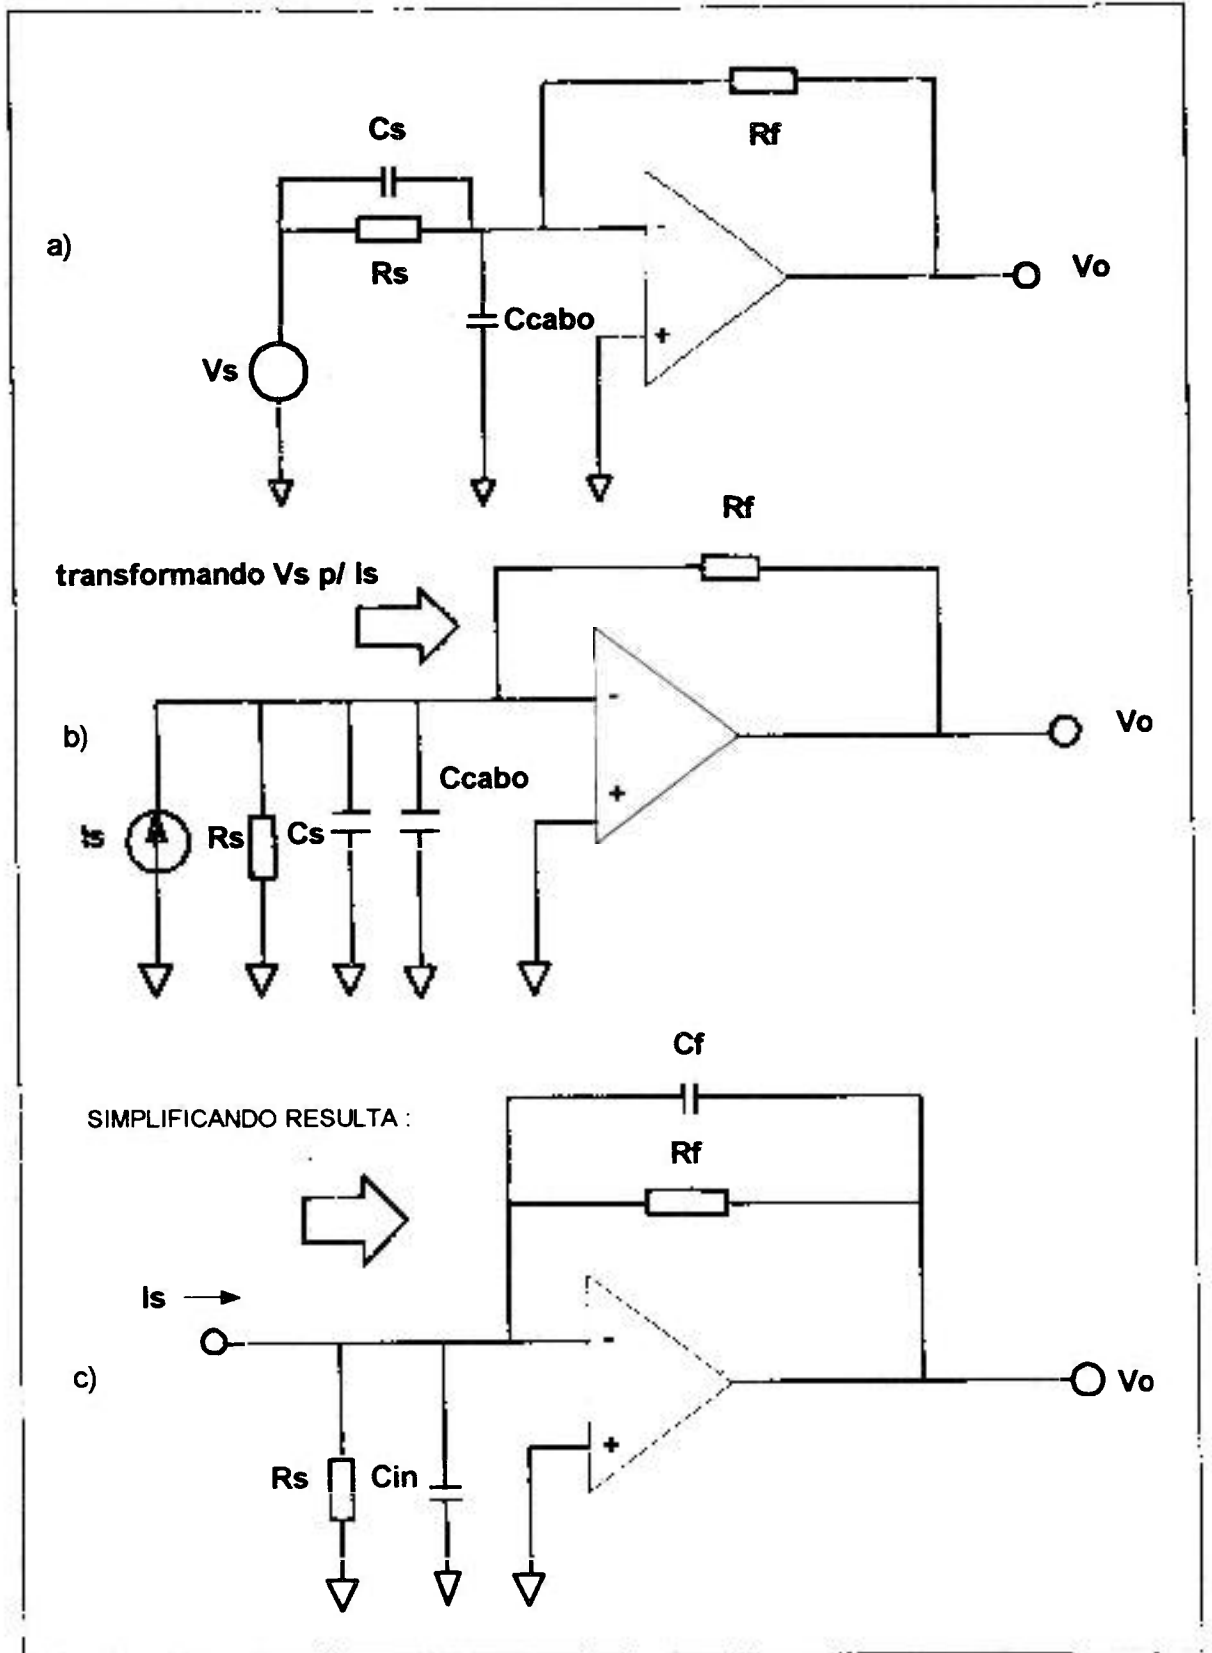 Cs
Rf
a)
Rs
Vo
Ccabo
Vs
-
+
Rf
transformando Vs p/ Is
b)
-
Vo
Ccabo
+
Is
Rs
Cs
Cf
SIMPLIFICANDO RESULTA :
Rf
Is
-
c)
Vo
+
Rs
Cin